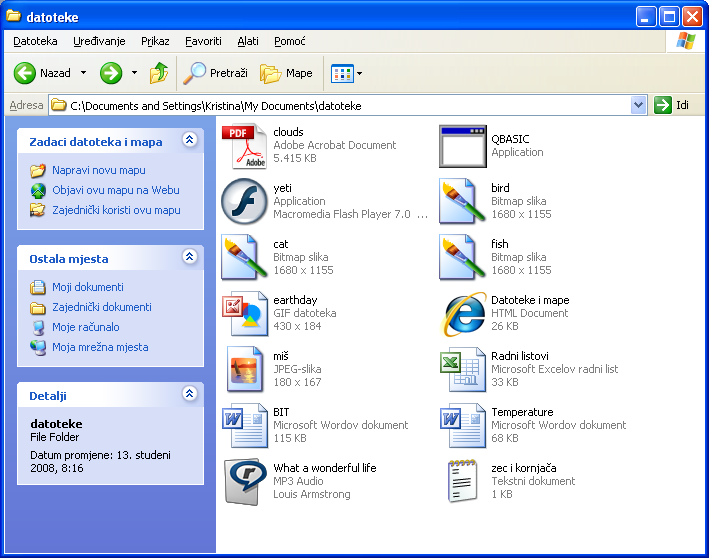 datoteke
Datoteka Uređivanje Prikaz Favoriti Alati Pomoć
Nazad Pretraži Mape
Adresa C:\Documents and Settings\Kristina\My Documents\datoteke Idi
Zadaci datoteka i mapa
Napravi novu mapu
Objavi ovu mapu na Webu
Zajednički koristi ovu mapu
Ostala mjesta
Moji dokumenti
Zajednički dokumenti
Moje računalo
Moja mrežna mjesta
Detalji
datoteke
File Folder
Datum promjene: 13. studeni
2008, 8:16
PDF
Adobe
clouds
Adobe Acrobat Document
5.415 KB
QBASIC
Application
yeti
Application
Macromedia Flash Player 7.0 ...
bird
Bitmap slika
1680 x 1155
cat
Bitmap slika
1680 x 1155
fish
Bitmap slika
1680 x 1155
earthday
GIF datoteka
430 x 184
Datoteke i mape
HTML Document
26 KB
miš
JPEG-slika
180 x 167
Radni listovi
Microsoft Excelov radni list
33 KB
BIT
Microsoft Wordov dokument
115 KB
Temperature
Microsoft Wordov dokument
68 KB
What a wonderful life
MP3 Audio
Louis Armstrong
zec i kornjača
Tekstni dokument
1 KB